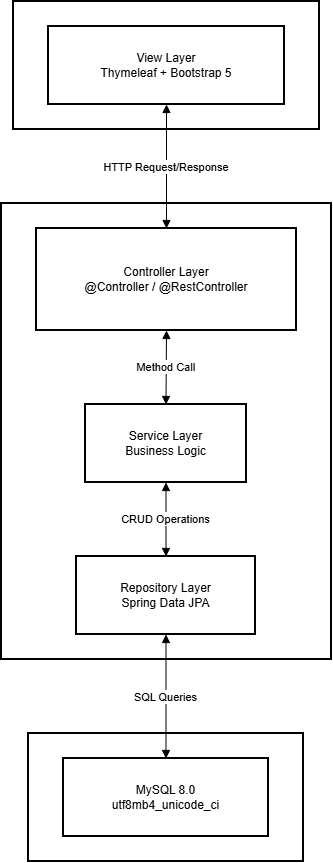 View Layer
Thymeleaf + Bootstrap 5
HTTP Request/Response
Controller Layer
@Controller / @RestController
Method Call
Service Layer
Business Logic
CRUD Operations
Repository Layer
Spring Data JPA
SQL Queries
MySQL 8.0
utf8mb4_unicode_ci